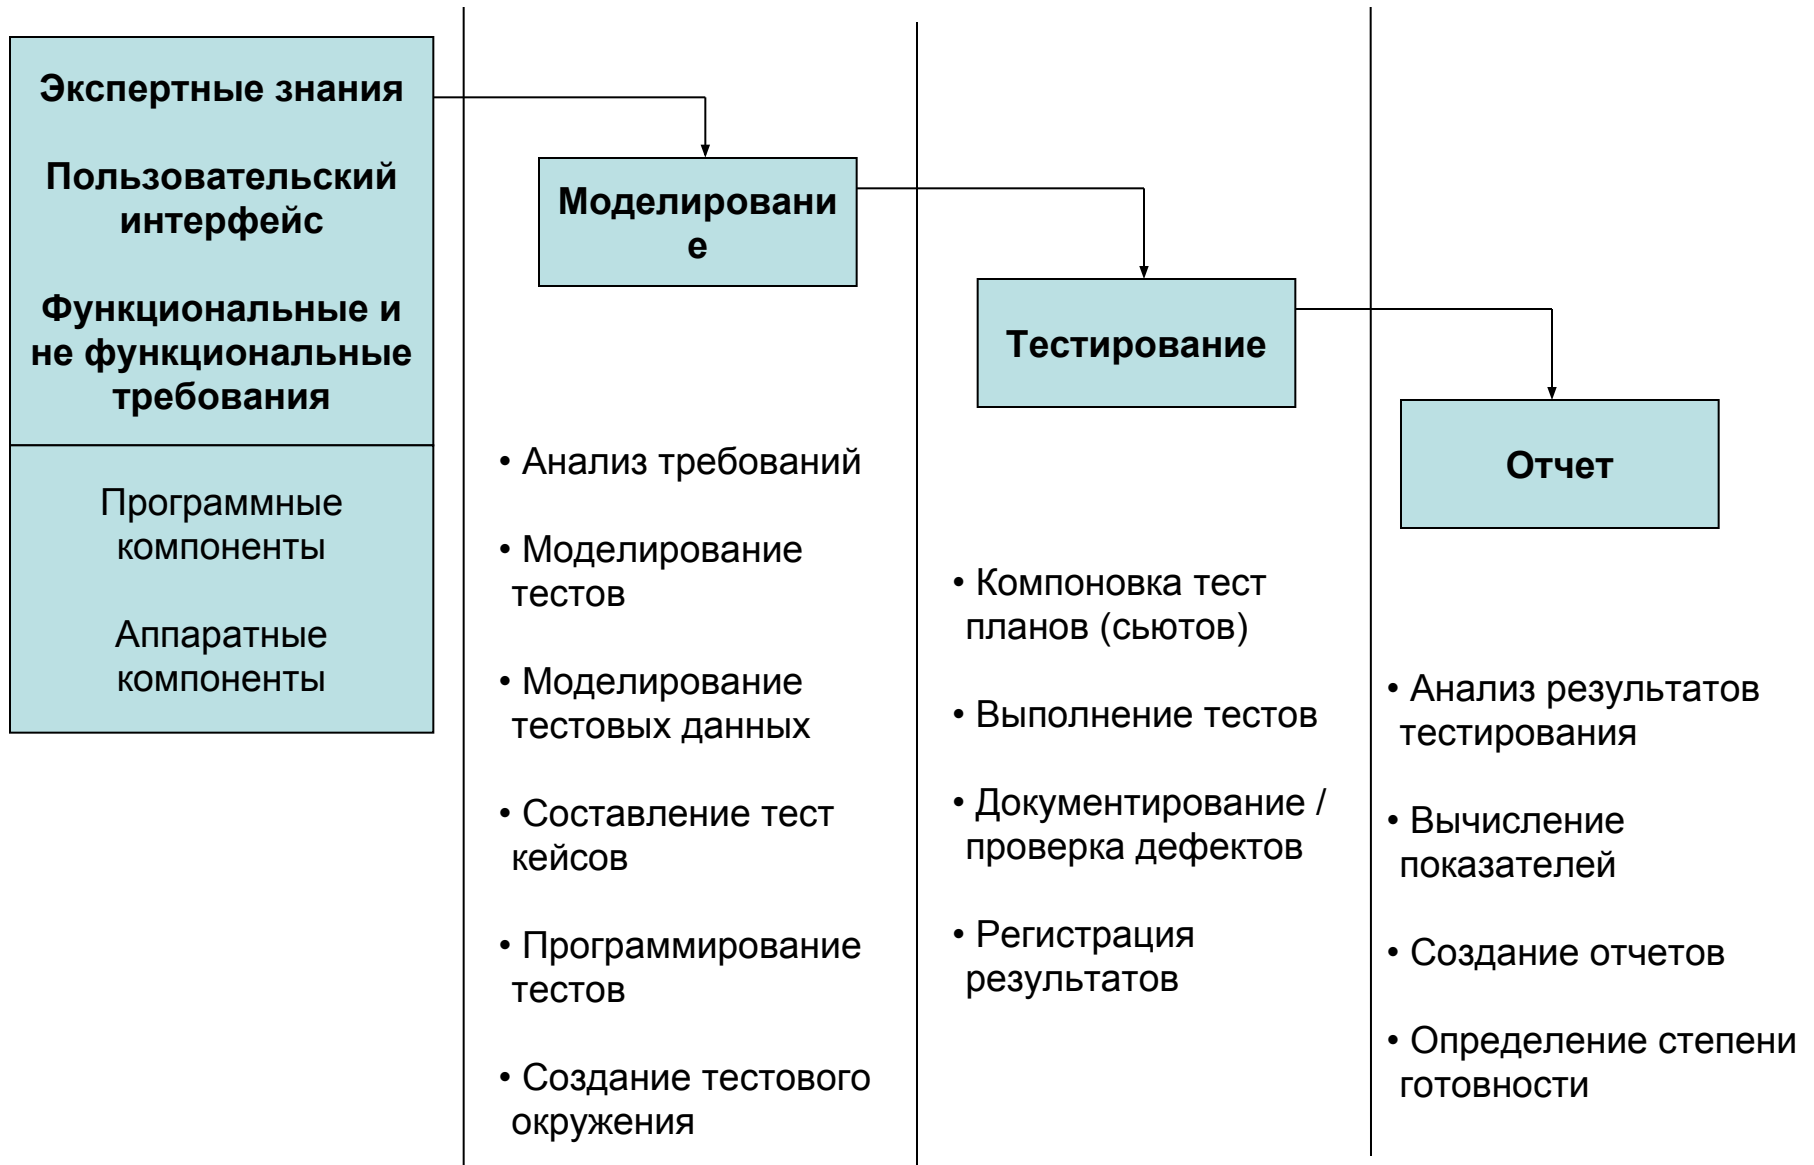 Экспертные знания
Пользовательский
интерфейс
Функциональные и
не функциональные
требования
Программные
компоненты
Аппаратные
компоненты
Моделировани
е
• Анализ требований
• Моделирование
тестов
• Моделирование
тестовых данных
• Составление тест
кейсов
• Программирование
тестов
• Создание тестового
окружения
Тестирование
• Компоновка тест
планов (сьютов)
• Выполнение тестов
• Документирование /
проверка дефектов
• Регистрация
результатов
Отчет
• Анализ результатов
тестирования
• Вычисление
показателей
• Создание отчетов
• Определение степени
готовности